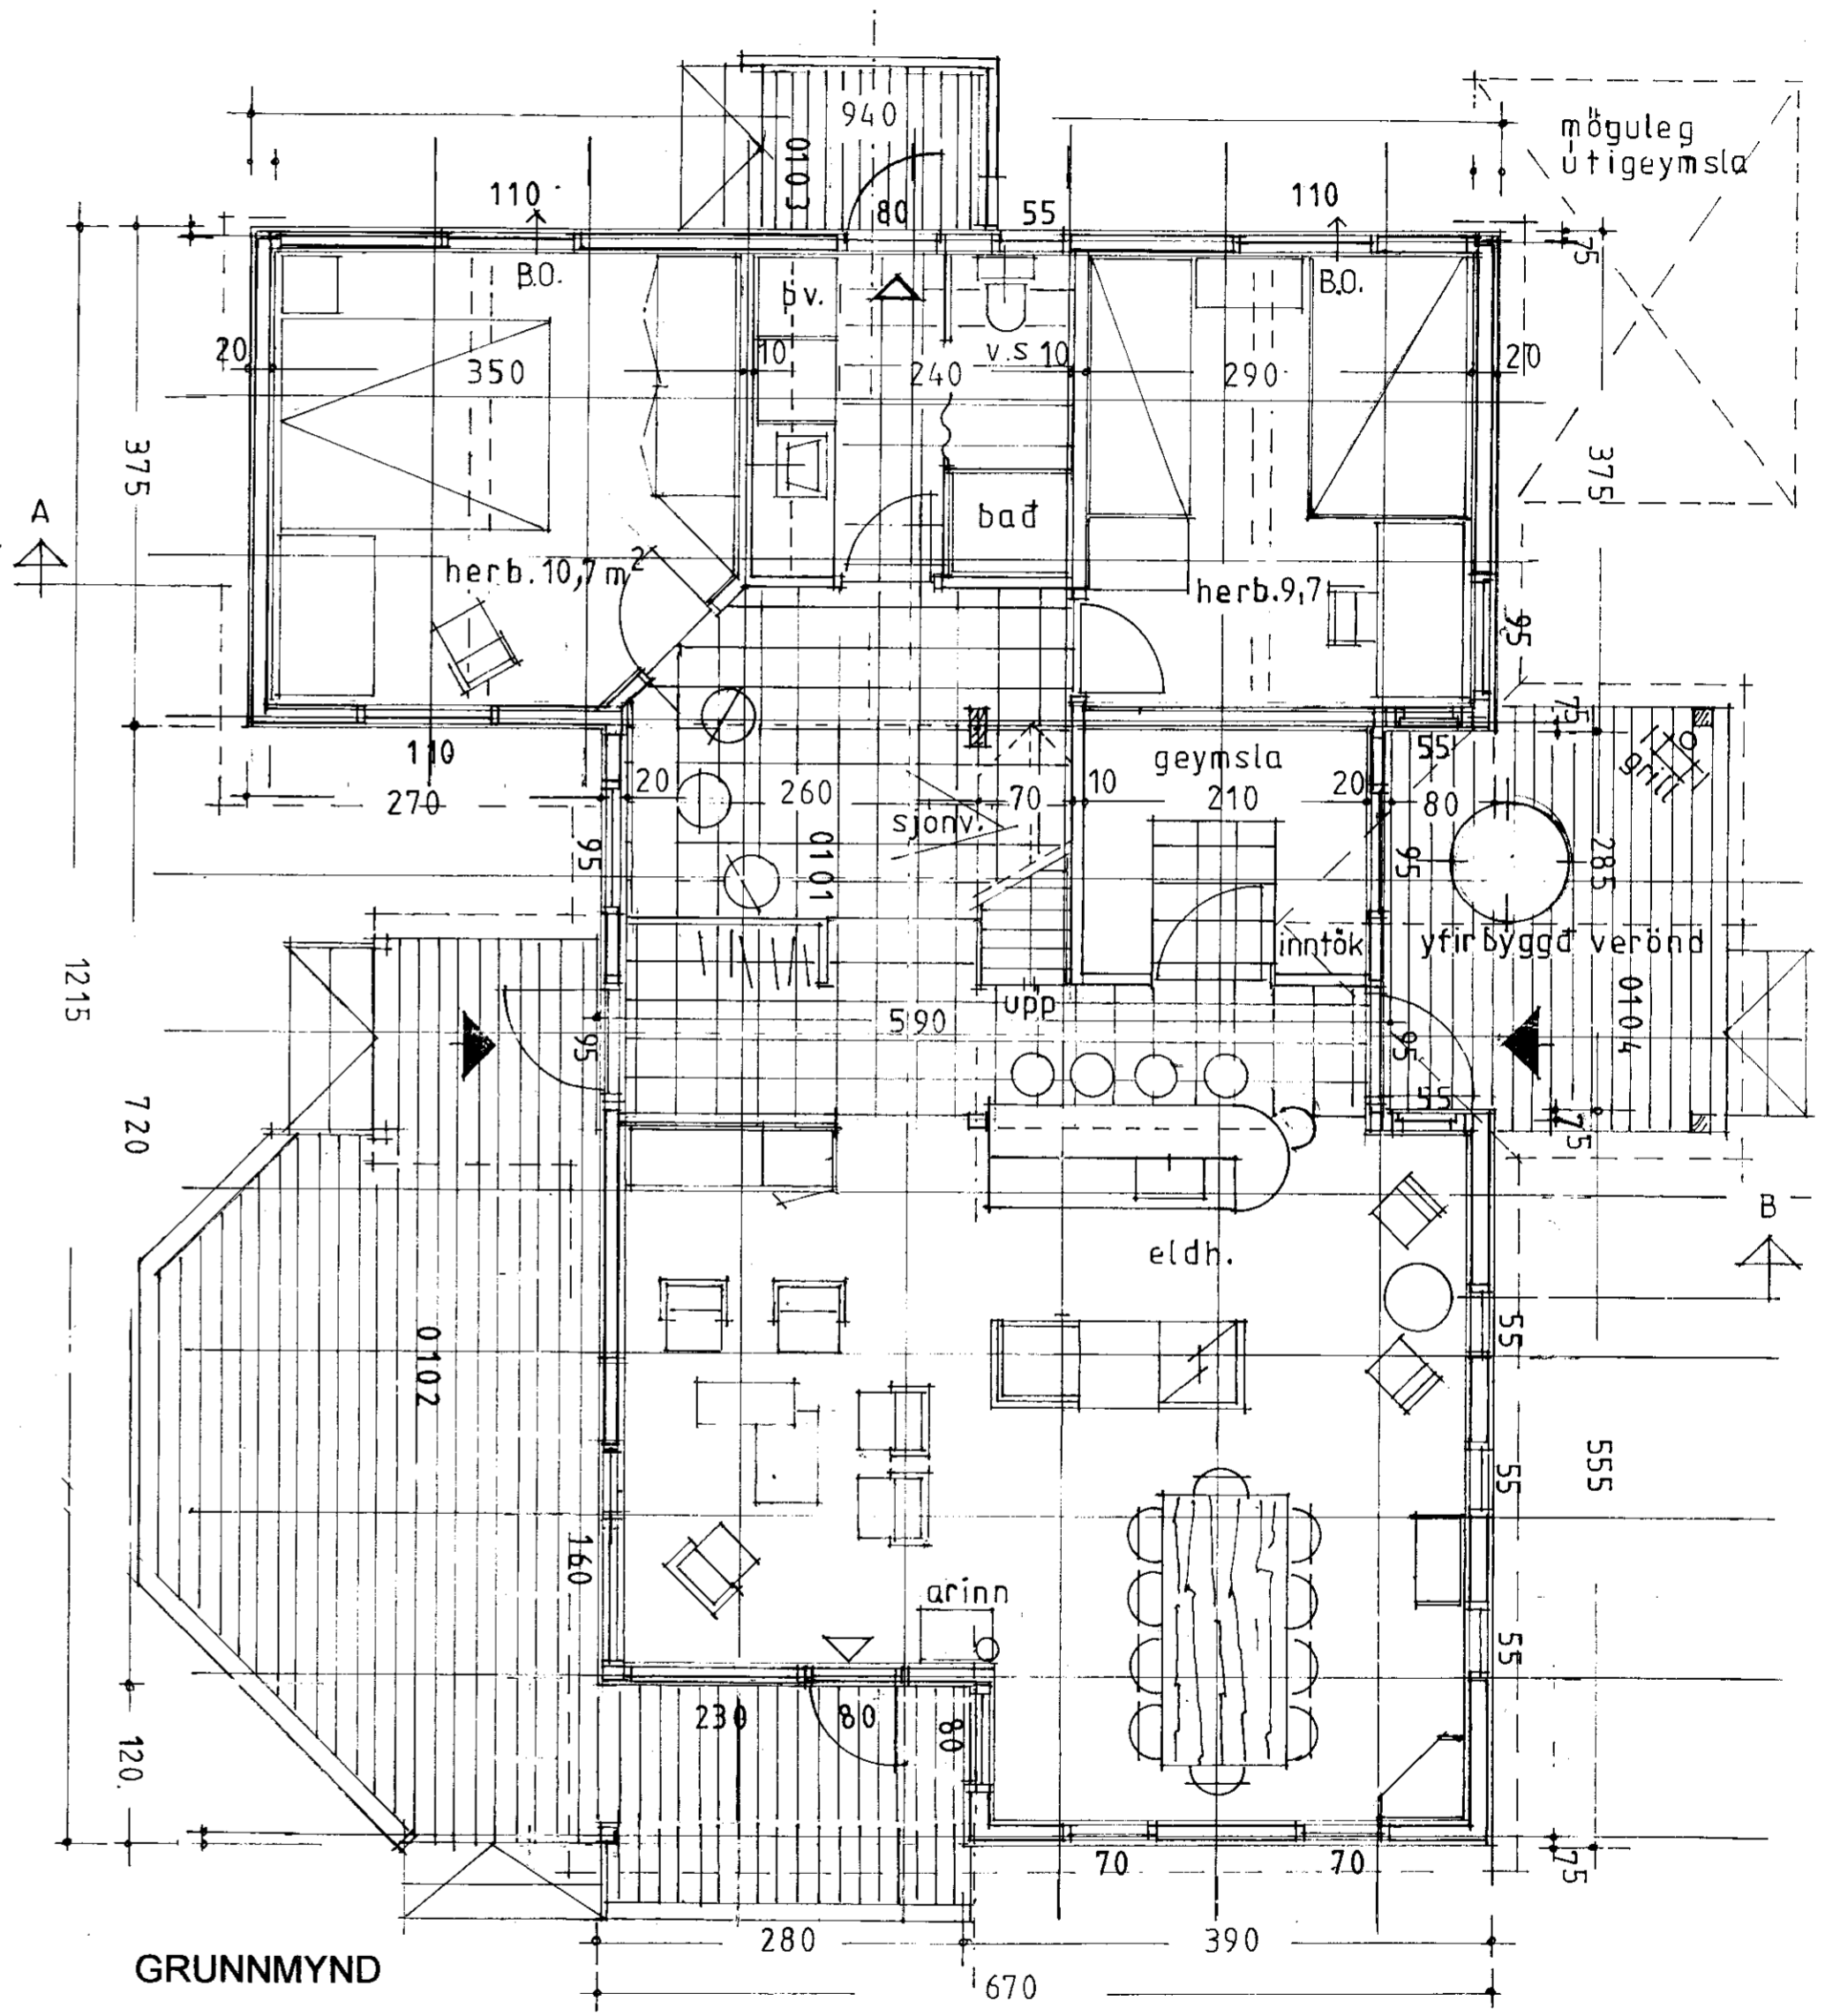 940
0103
möguleg
útigeymsla
110
80
55
110
75
B.O.
þv.
B.O.
20
350
10
240
v.s
10
290
20
375
375
A
bað
herb. 10,7 m²
herb. 9,7
95
75
110
55
geymsla
grill
20
260
70
10
210
20
80
270
sjónv.
0101
95
95
285
inntök
yfirbyggð verönd
0104
1215
upp
590
95
95
55
75
720
B
eldh.
0102
55
55
555
160
arinn
55
230
80
80
120
70
70
75
280
390
GRUNNMYND
670